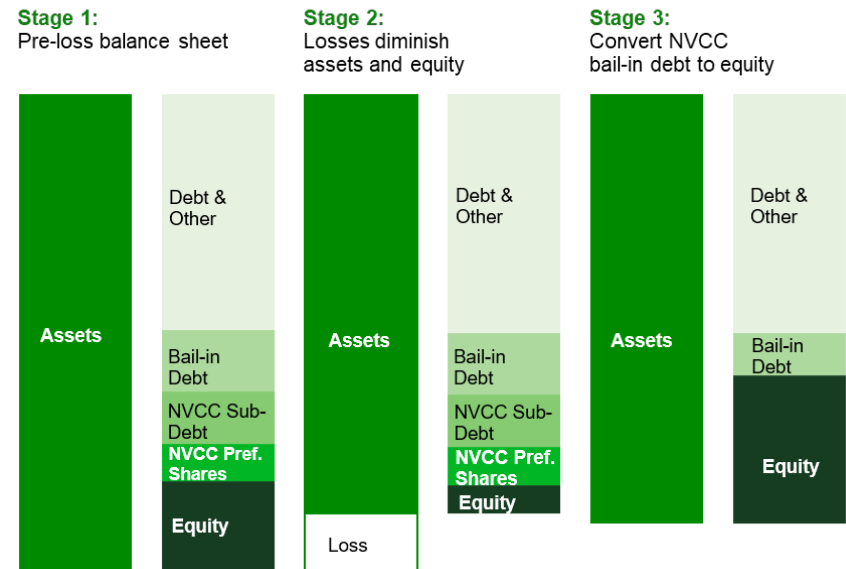 Stage 1:
Pre-loss balance sheet
Stage 2:
Losses diminish
assets and equity
Stage 3:
Convert NVCC
bail-in debt to equity
Assets
Debt &
Other
Bail-in
Debt
NVCC Sub-
Debt
NVCC Pref.
Shares
Equity
Assets
Loss
Debt &
Other
Bail-in
Debt
NVCC Sub-
Debt
NVCC Pref.
Shares
Equity
Assets
Debt &
Other
Bail-in
Debt
Equity